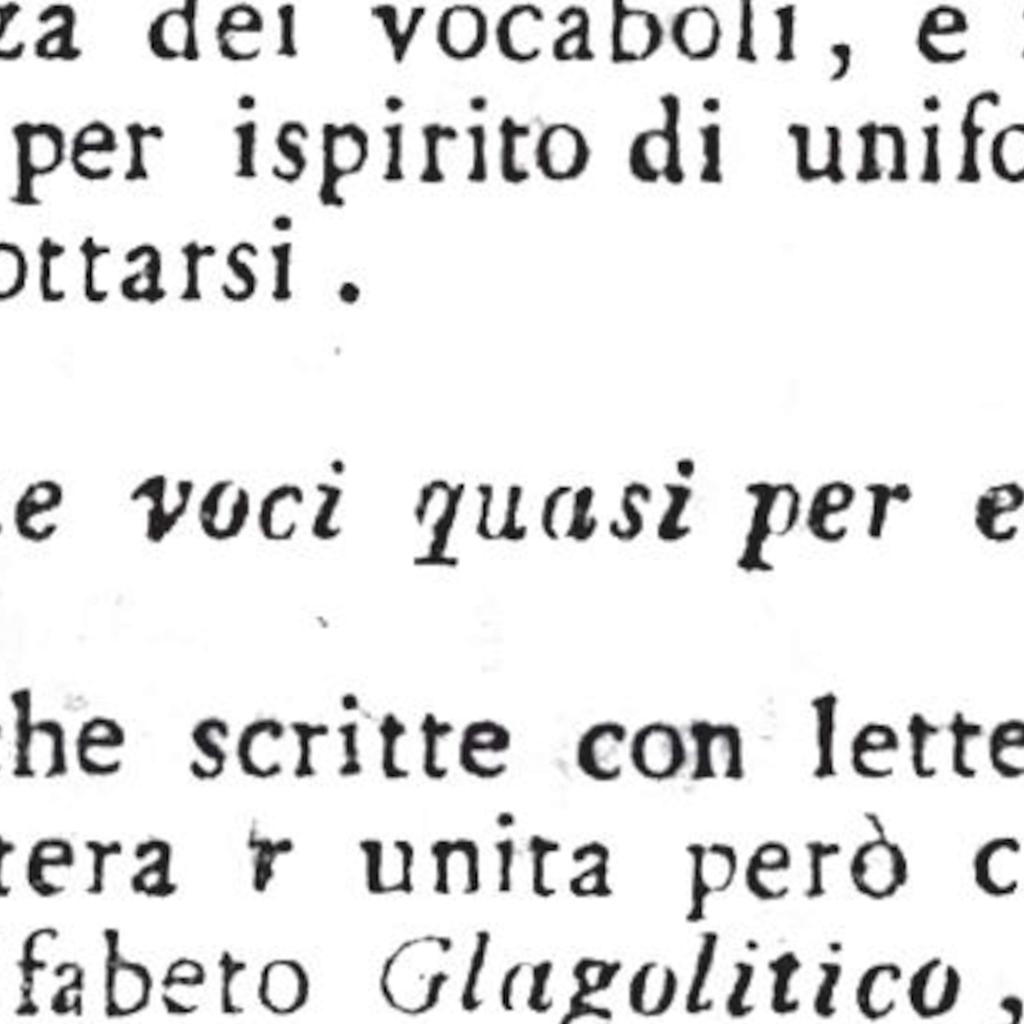 za dei vocaboli, e
per ispirito di unifo
ottarsi.
e voci quasi per e
he scritte con lette
tera r unita però c
fabeto Glagolitico,